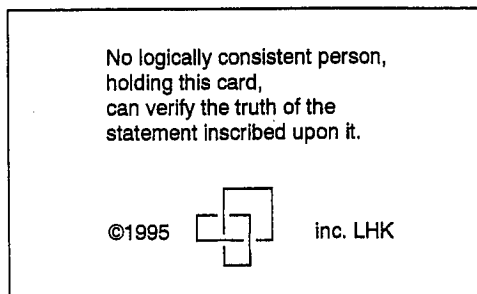 No logically consistent person,
holding this card,
can verify the truth of the
statement inscribed upon it.
©1995 inc. LHK